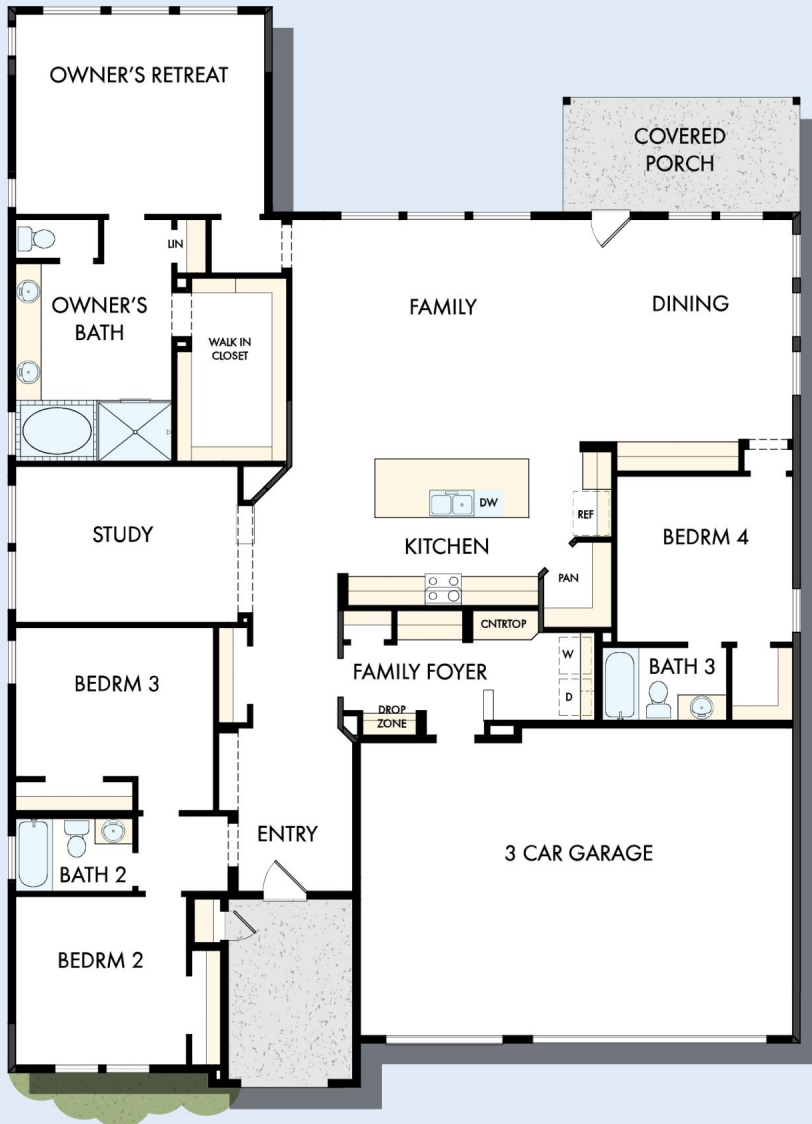 OWNER'S RETREAT
COVERED
PORCH
LIN
OWNER'S
BATH
WALK IN
CLOSET
FAMILY
DINING
STUDY
DW
REF
KITCHEN
BEDRM 4
PAN
CNTRTOP
W
FAMILY FOYER
D
BATH 3
BEDRM 3
DROP
ZONE
ENTRY
3 CAR GARAGE
BATH 2
BEDRM 2